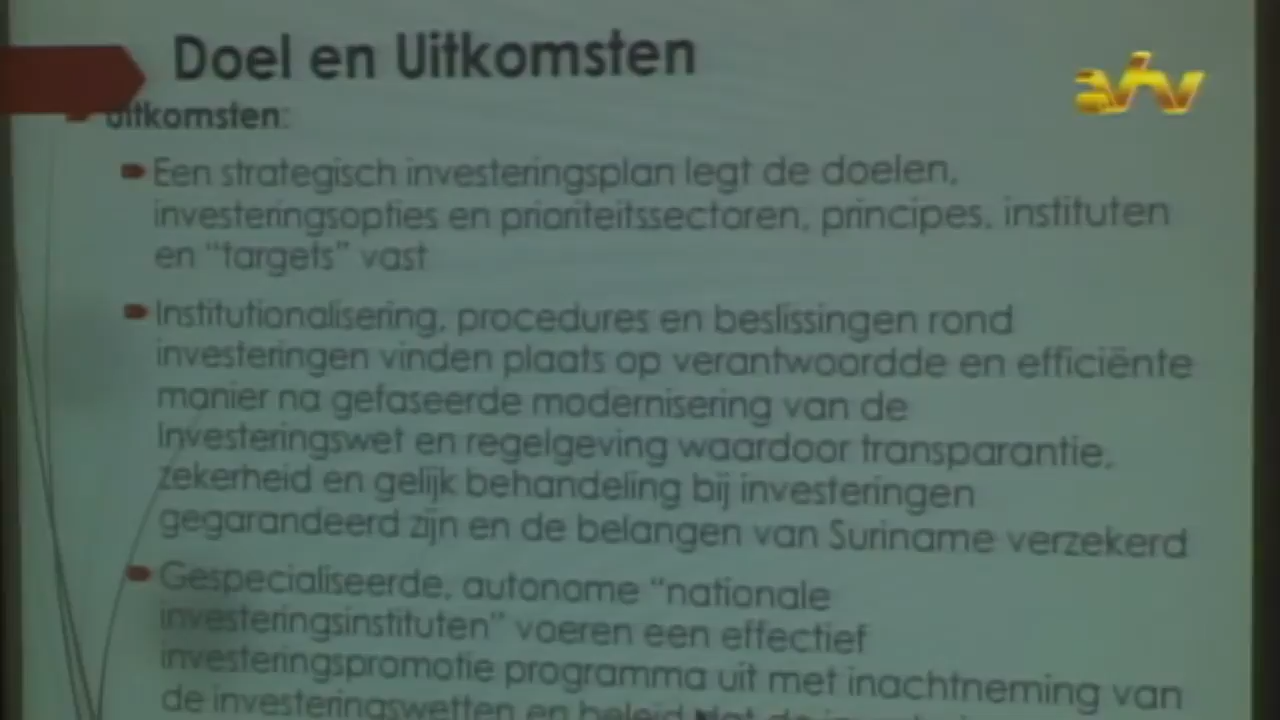 Doel en Uitkomsten
atv
uitkomsten:
Een strategisch investeringsplan legt de doelen,
investeringsopties en prioriteitssectoren, principes, instituten
en “targets” vast
Institutionalisering, procedures en beslissingen rond
investeringen vinden plaats op verantwoordde en efficiënte
manier na gefaseerde modernisering van de
Investeringswet en regelgeving waardoor transparantie,
zekerheid en gelijk behandeling bij investeringen
gegarandeerd zijn en de belangen van Suriname verzekerd
Gespecialiseerde, autonome “nationale
investeringsinstituten” voeren een effectief
investeringspromotie programma uit met inachtneming van
de investeringswetten en beleid